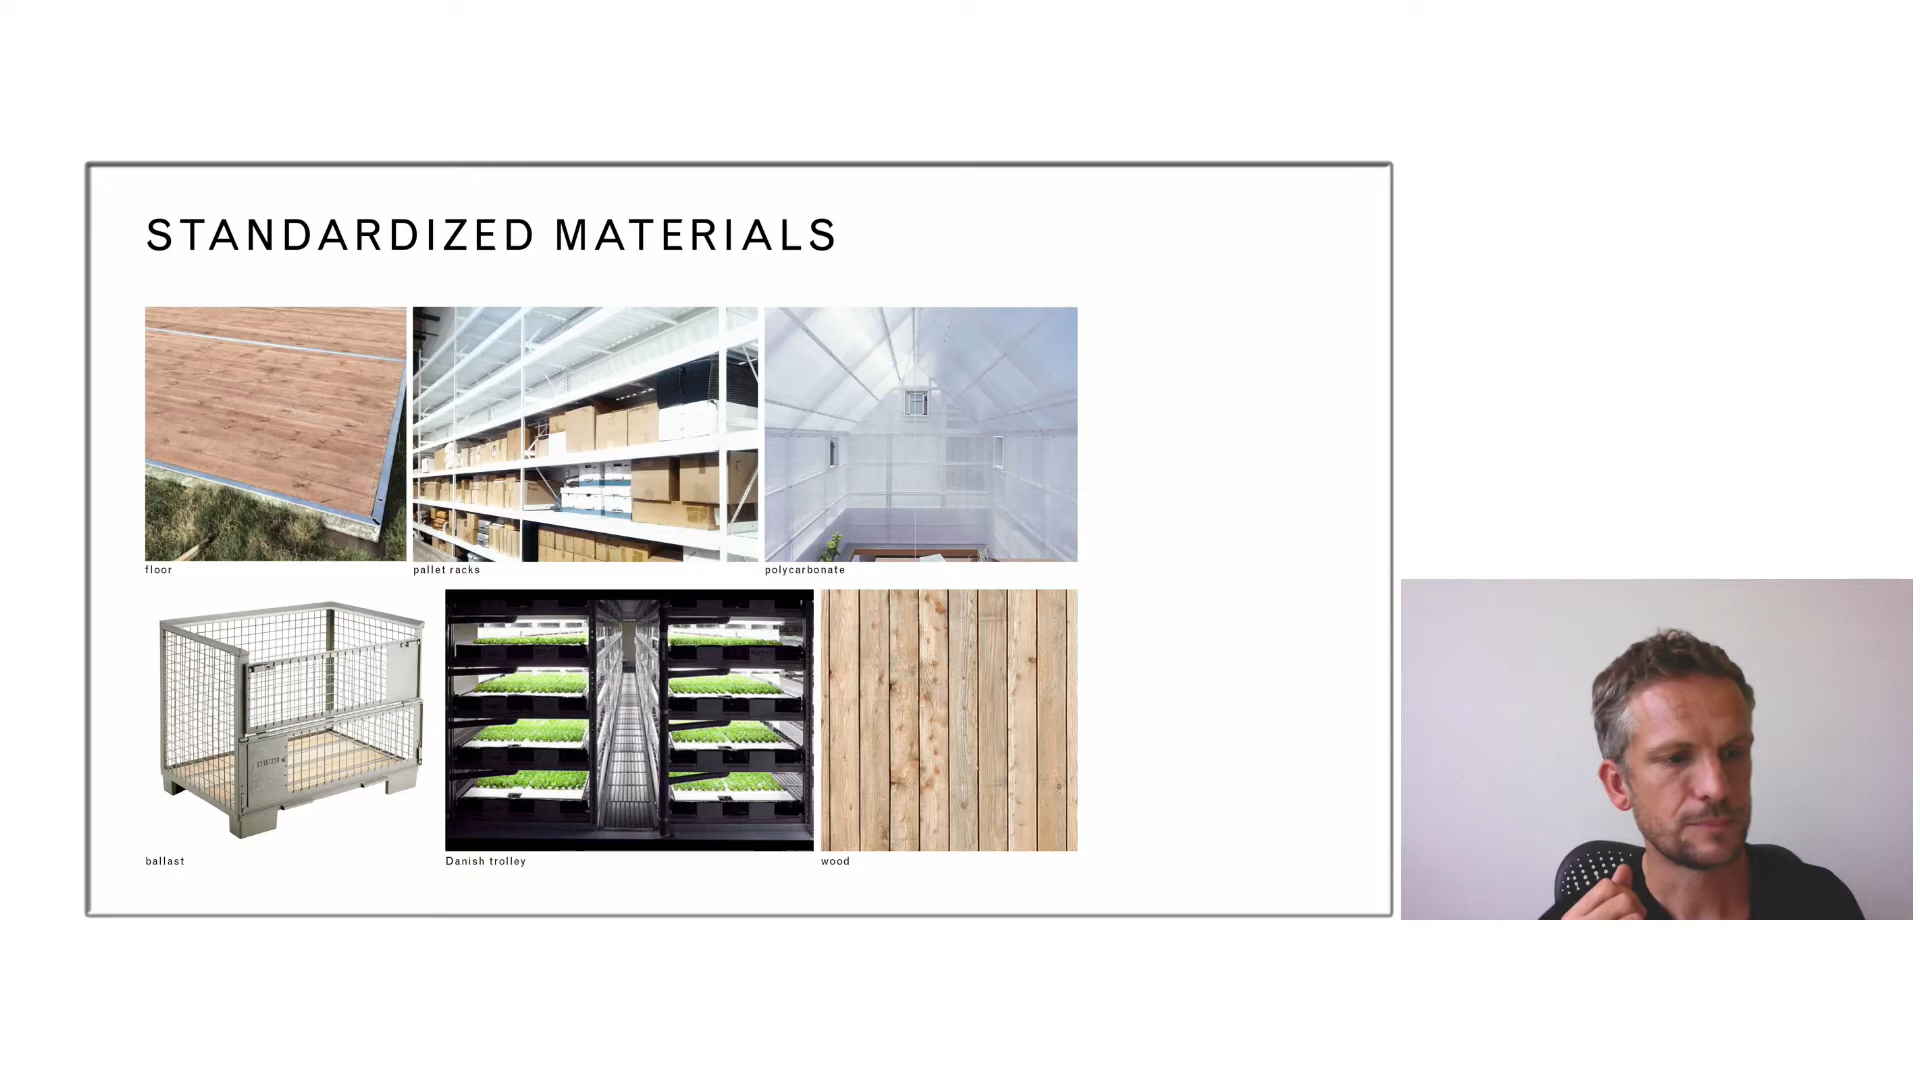 STANDARDIZED MATERIALS
floor
pallet racks
polycarbonate
ballast
Danish trolley
wood